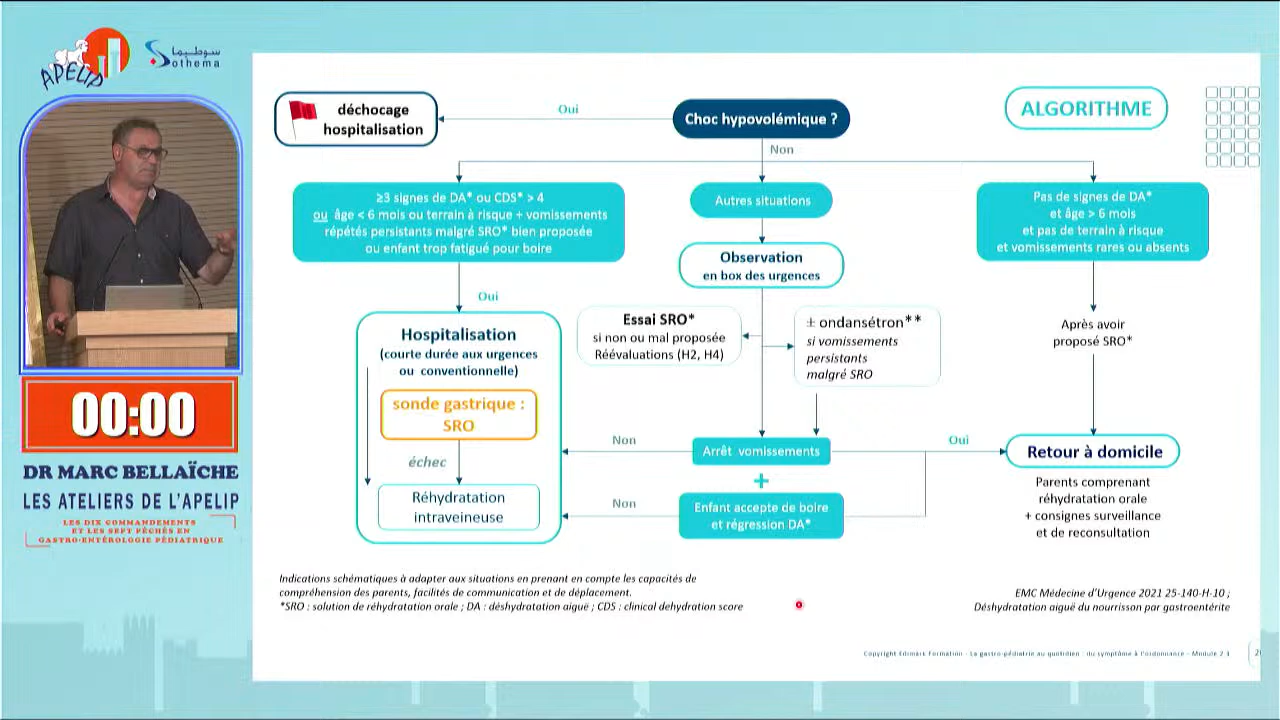 APELIP
سوطيما
Sothema
00:00
DR MARC BELLAÏCHE
LES ATELIERS DE L'APELIP
LES DIX COMMANDEMENTS
ET LES SEPT PÉCHÉS EN
GASTRO-ENTÉROLOGIE PÉDIATRIQUE
ALGORITHME
Choc hypovolémique ?
Oui
déchocage
hospitalisation
Non
≥3 signes de DA* ou CDS* > 4
ou âge < 6 mois ou terrain à risque + vomissements
répétés persistants malgré SRO* bien proposée
ou enfant trop fatigué pour boire
Autres situations
Pas de signes de DA*
et âge > 6 mois
et pas de terrain à risque
et vomissements rares ou absents
Observation
en box des urgences
Oui
Hospitalisation
(courte durée aux urgences
ou conventionnelle)
sonde gastrique :
SRO
échec
Réhydratation
intraveineuse
Essai SRO*
si non ou mal proposée
Réévaluations (H2, H4)
± ondansétron**
si vomissements
persistants
malgré SRO
Après avoir
proposé SRO*
Non
Arrêt vomissements
Oui
+
Non
Enfant accepte de boire
et régression DA*
Retour à domicile
Parents comprenant
réhydratation orale
+ consignes surveillance
et de reconsultation
Indications schématiques à adapter aux situations en prenant en compte les capacités de
compréhension des parents, facilités de communication et de déplacement.
*SRO : solution de réhydratation orale ; DA : déshydratation aiguë ; CDS : clinical dehydration score
EMC Médecine d'Urgence 2021 25-140-H-10 ;
Déshydratation aiguë du nourrisson par gastroentérite
Copyright Edimark Formation - La gastro-pédiatrie au quotidien : du symptôme à l'ordonnance - Module 2.1